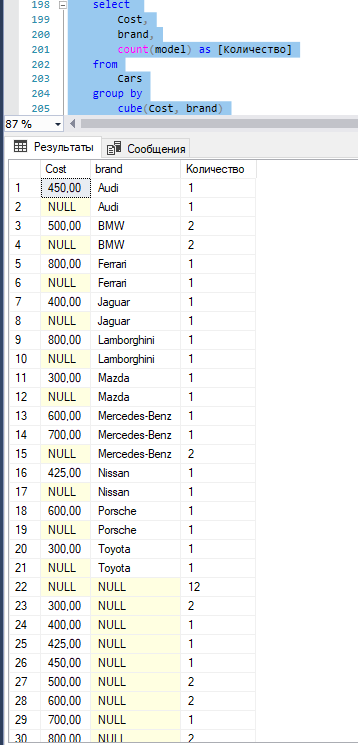 198 select
199 Cost,
200 brand,
201 count(model) as [Количество]
202 from
203 Cars
204 group by
205 cube(Cost, brand)
87 %
Результаты Сообщения
Cost brand Количество
1 450,00 Audi 1
2 NULL Audi 1
3 500,00 BMW 2
4 NULL BMW 2
5 800,00 Ferrari 1
6 NULL Ferrari 1
7 400,00 Jaguar 1
8 NULL Jaguar 1
9 800,00 Lamborghini 1
10 NULL Lamborghini 1
11 300,00 Mazda 1
12 NULL Mazda 1
13 600,00 Mercedes-Benz 1
14 700,00 Mercedes-Benz 1
15 NULL Mercedes-Benz 2
16 425,00 Nissan 1
17 NULL Nissan 1
18 600,00 Porsche 1
19 NULL Porsche 1
20 300,00 Toyota 1
21 NULL Toyota 1
22 NULL NULL 12
23 300,00 NULL 2
24 400,00 NULL 1
25 425,00 NULL 1
26 450,00 NULL 1
27 500,00 NULL 2
28 600,00 NULL 2
29 700,00 NULL 1
30 800,00 NULL 2